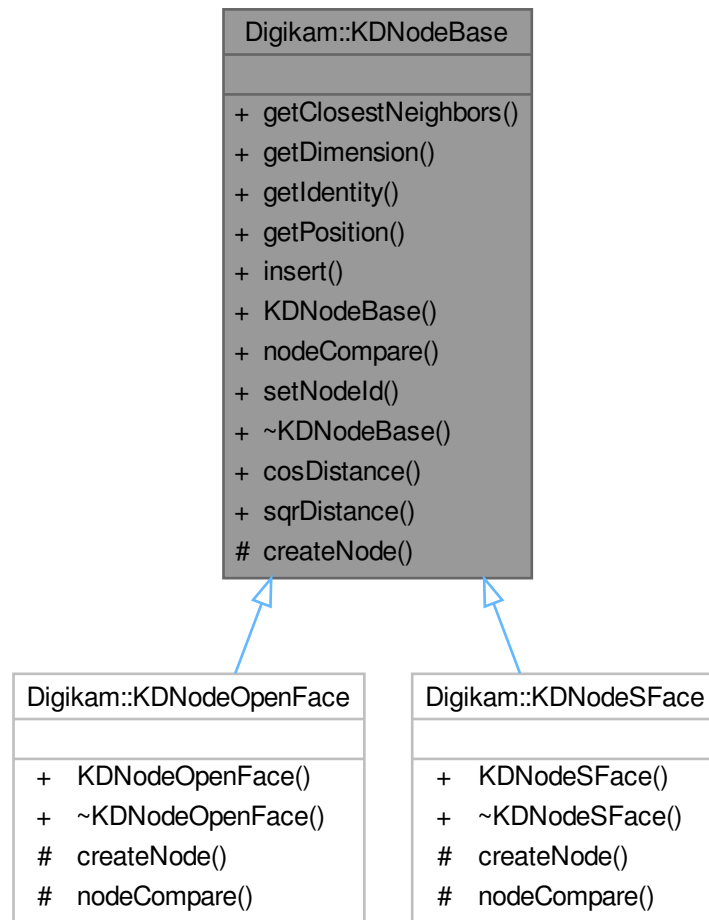 Digikam::KDNodeBase
+ getClosestNeighbors()
+ getDimension()
+ getIdentity()
+ getPosition()
+ insert()
+ KDNodeBase()
+ nodeCompare()
+ setNodeId()
+ ~KDNodeBase()
+ cosDistance()
+ sqrDistance()
# createNode()
Digikam::KDNodeOpenFace
+ KDNodeOpenFace()
+ ~KDNodeOpenFace()
# createNode()
# nodeCompare()
Digikam::KDNodeSFace
+ KDNodeSFace()
+ ~KDNodeSFace()
# createNode()
# nodeCompare()